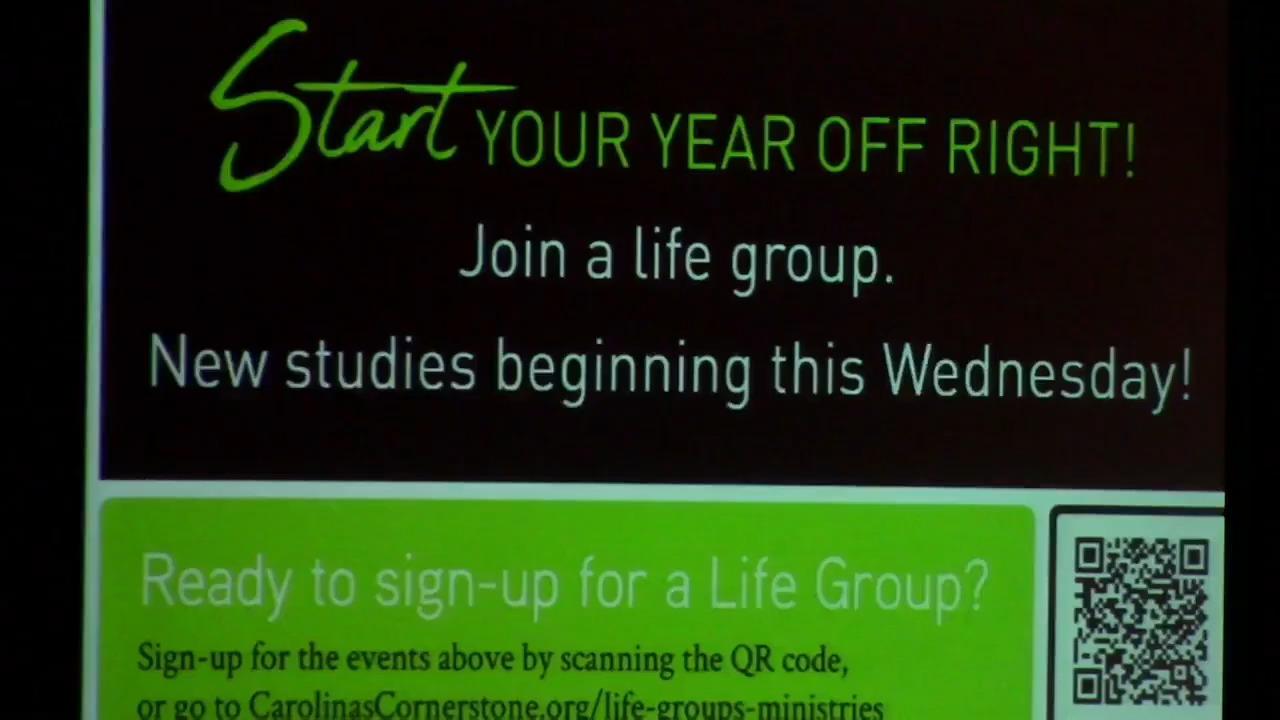 Start YOUR YEAR OFF RIGHT!
Join a life group.
New studies beginning this Wednesday!
Ready to sign-up for a Life Group?
Sign-up for the events above by scanning the QR code,
or go to CarolinasCornerstone.org/life-groups-ministries